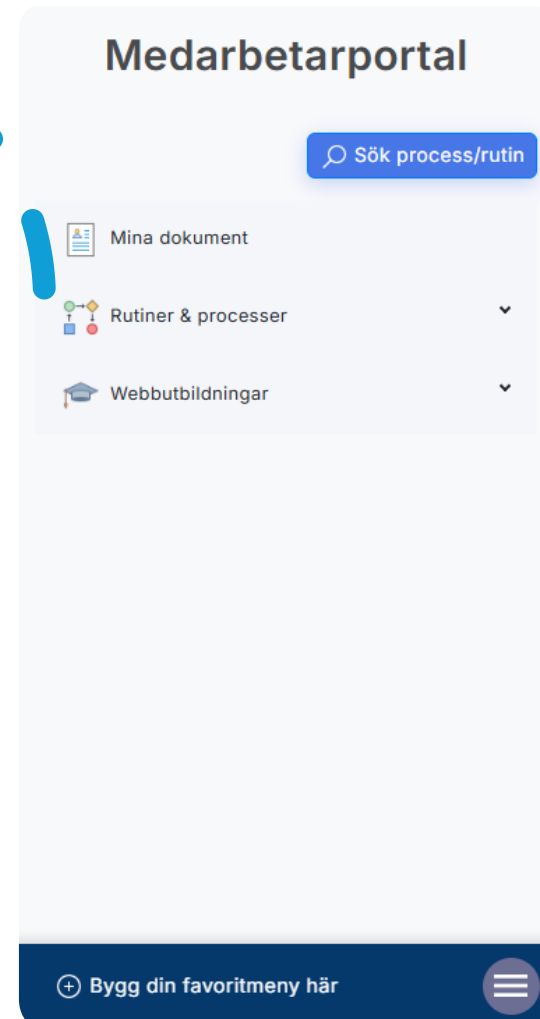 Medarbetarportal
Sök process/rutin
Mina dokument
Rutiner & processer
Webbutbildningar
Bygg din favoritmeny här